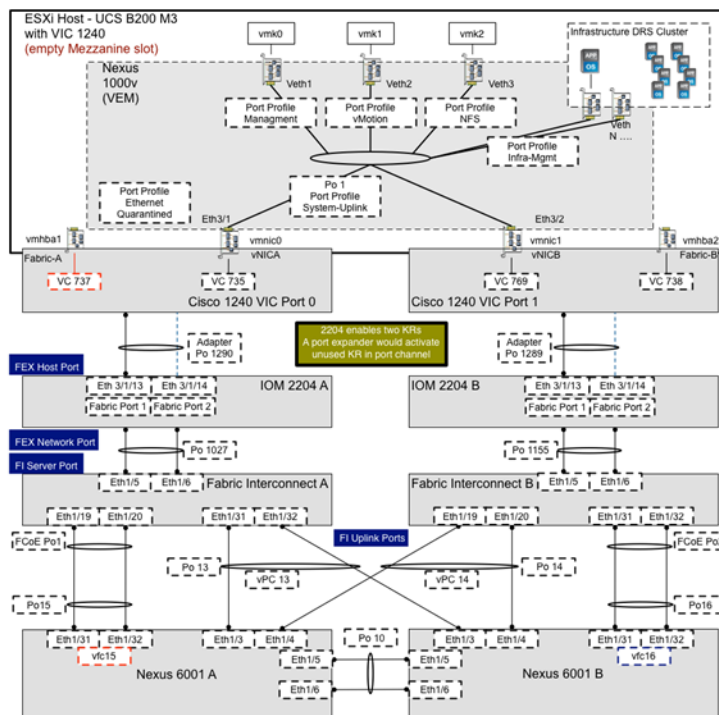 ESXi Host - UCS B200 M3
with VIC 1240
(empty Mezzanine slot)
vmk0
vmk1
vmk2
Infrastructure DRS Cluster
APP
OS
Nexus
1000v
(VEM)
Veth1
Veth2
Veth3
Veth
N ....
Port Profile
Managment
Port Profile
vMotion
Port Profile
NFS
Port Profile
Infra-Mgmt
Po 1
Port Profile
System-Uplink
Port Profile
Ethernet
Quarantined
Eth3/1
Eth3/2
vmhba1
Fabric-A
vmnic0
vNICA
vmnic1
vNICB
vmhba2
Fabric-B
VC 737
VC 735
VC 769
VC 738
Cisco 1240 VIC Port 0
Cisco 1240 VIC Port 1
2204 enables two KRs
A port expander would activate
unused KR in port channel
Adapter
Po 1290
Adapter
Po 1289
FEX Host Port
Eth 3/1/13
Eth 3/1/14
IOM 2204 A
Fabric Port 1
Fabric Port 2
Eth 3/1/13
Eth 3/1/14
IOM 2204 B
Fabric Port 1
Fabric Port 2
FEX Network Port
Po 1027
Po 1155
FI Server Port
Eth1/5
Eth1/6
Fabric Interconnect A
Fabric Interconnect B
Eth1/5
Eth1/6
Eth1/19
Eth1/20
Eth1/31
Eth1/32
Eth1/19
Eth1/20
Eth1/31
Eth1/32
FI Uplink Ports
FCoE Po1
Po 13
vPC 13
vPC 14
Po 14
FCoE Po2
Po15
Po16
Eth1/31
Eth1/32
vfc15
Eth1/3
Eth1/4
Po 10
Eth1/3
Eth1/4
Eth1/31
Eth1/32
vfc16
Eth1/5
Eth1/5
Eth1/6
Eth1/6
Nexus 6001 A
Nexus 6001 B